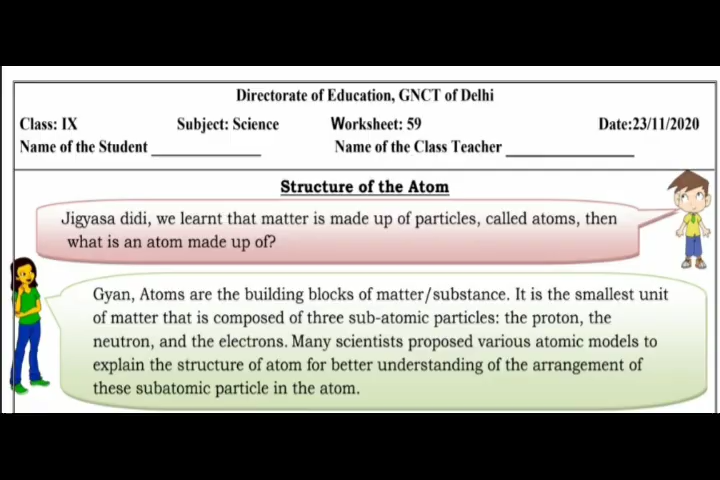 Directorate of Education, GNCT of Delhi
Class: IX Subject: Science Worksheet: 59 Date:23/11/2020
Name of the Student ____________ Name of the Class Teacher ______________
Structure of the Atom
Jigyasa didi, we learnt that matter is made up of particles, called atoms, then
what is an atom made up of?
Gyan, Atoms are the building blocks of matter/substance. It is the smallest unit
of matter that is composed of three sub-atomic particles: the proton, the
neutron, and the electrons. Many scientists proposed various atomic models to
explain the structure of atom for better understanding of the arrangement of
these subatomic particle in the atom.